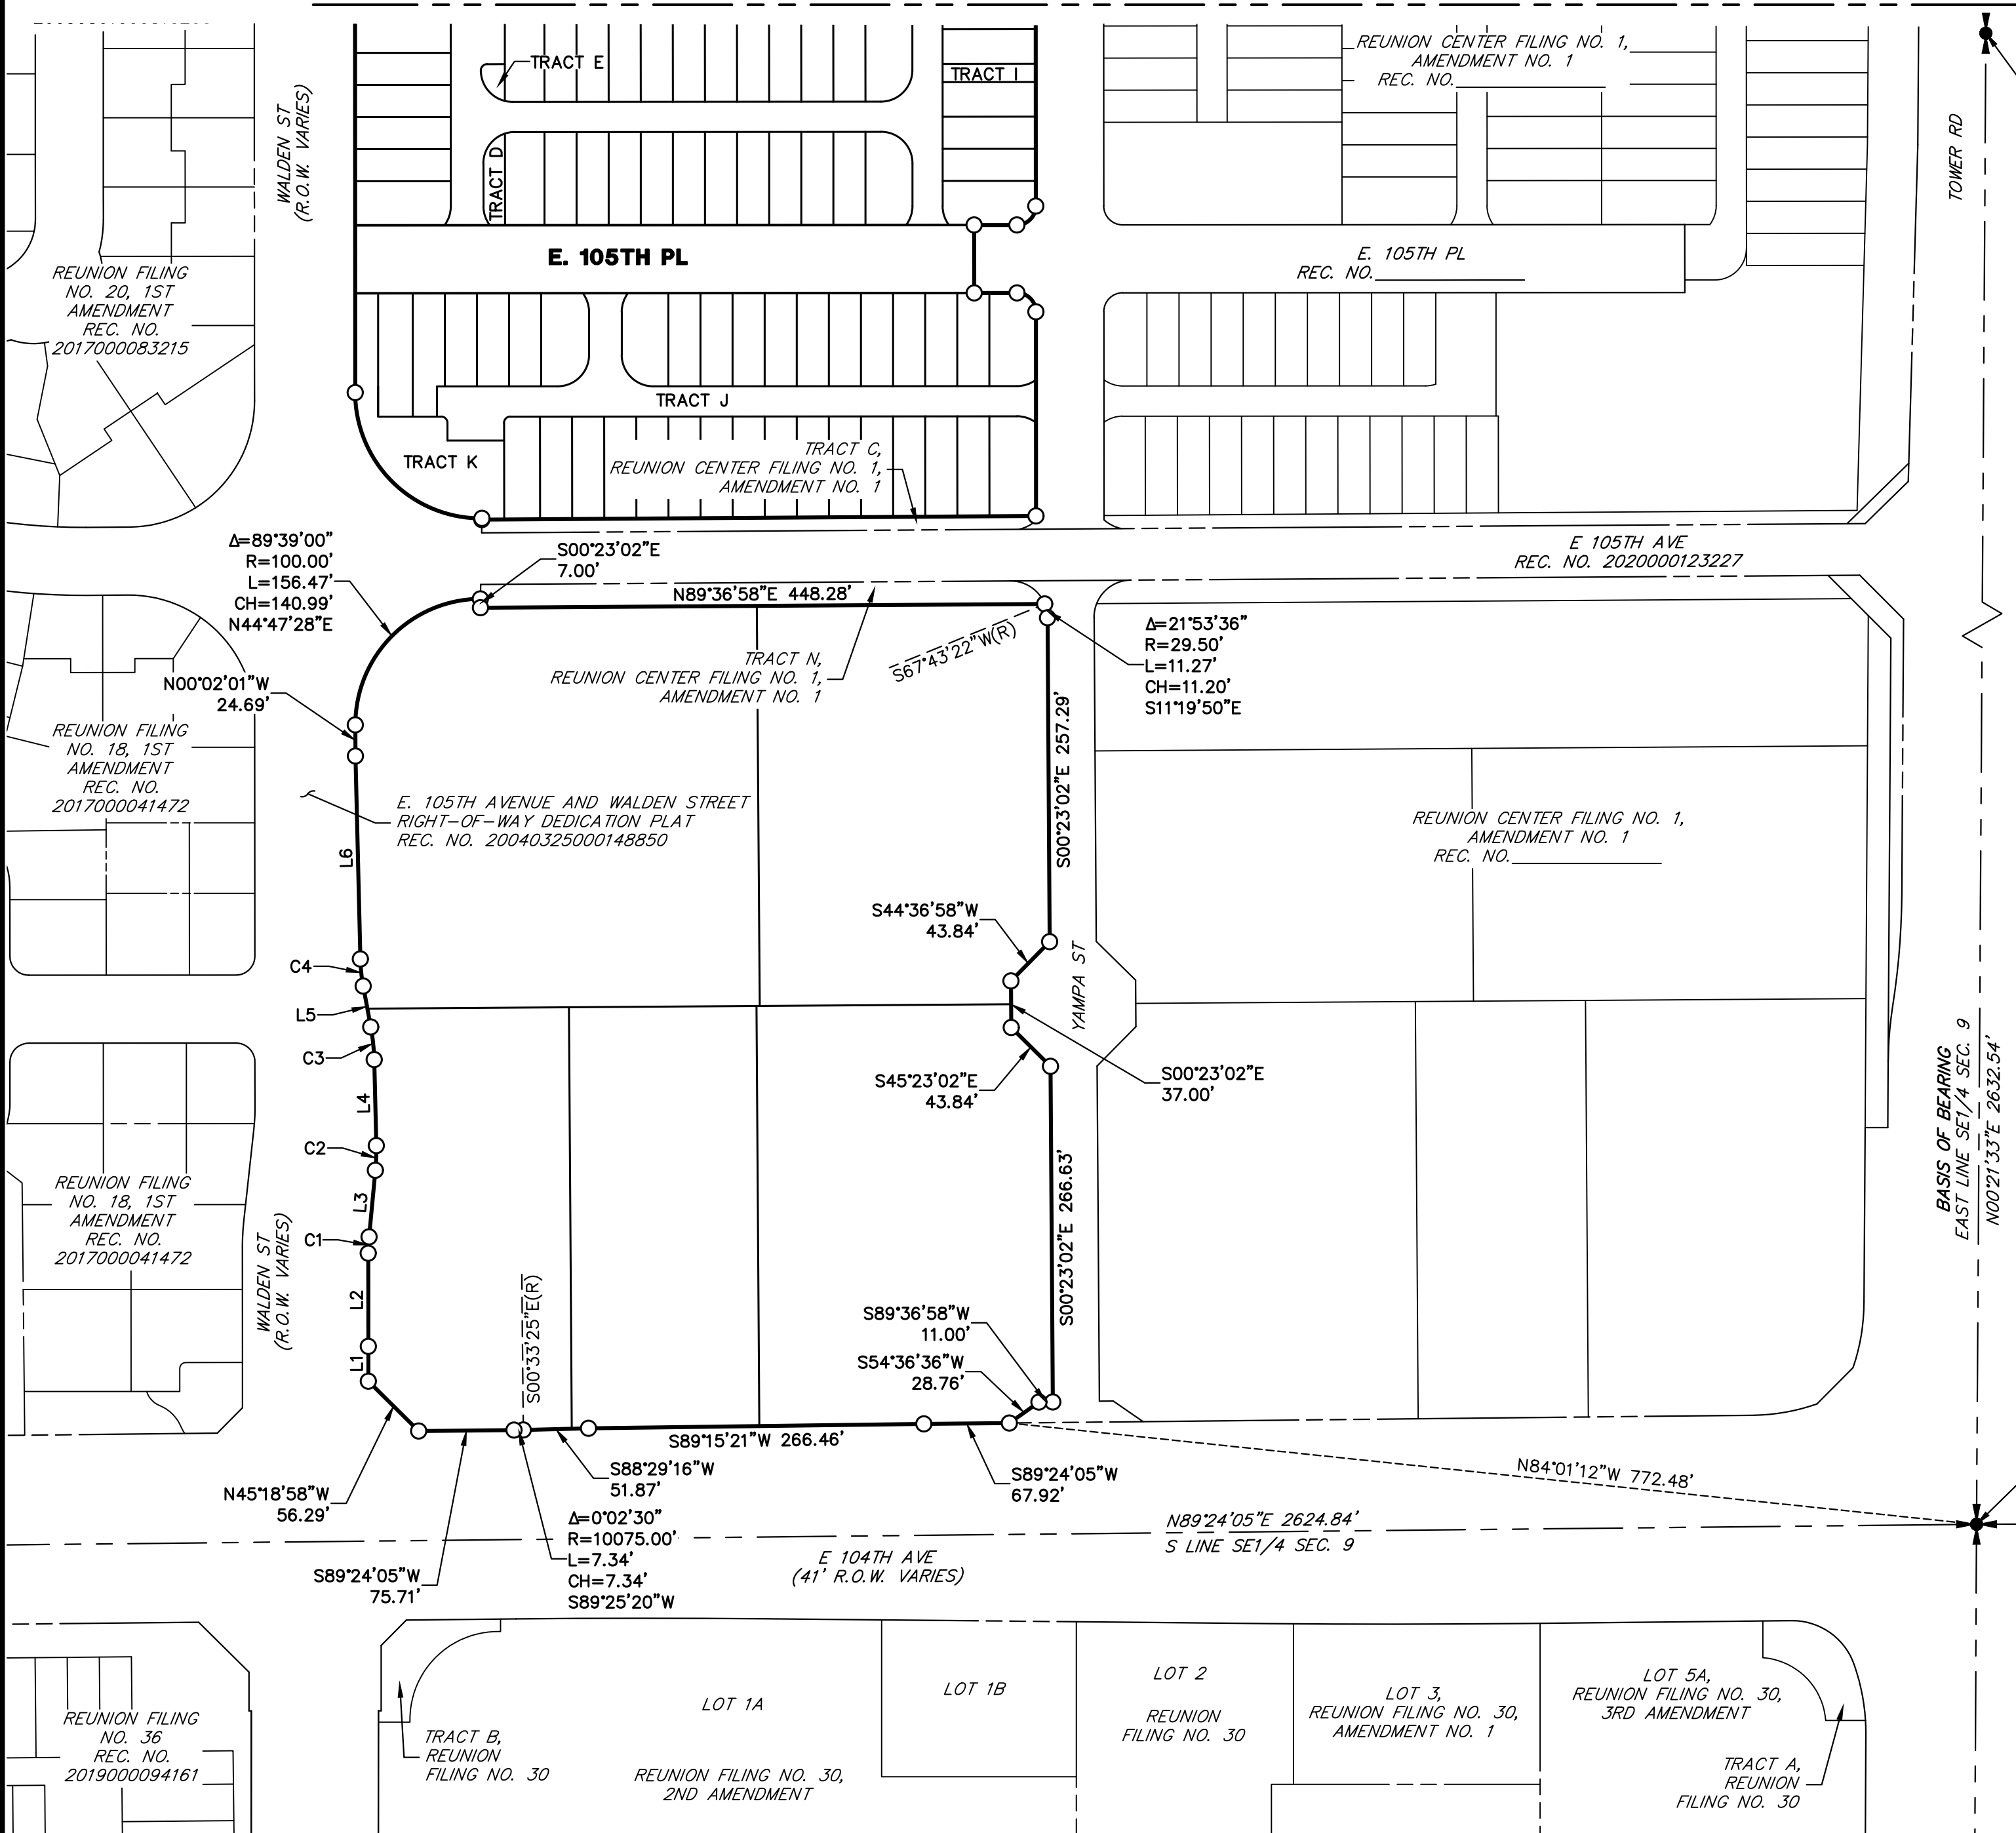 TRACT E
TRACT I
REUNION CENTER FILING NO. 1,
AMENDMENT NO. 1
REC. NO.
WALDEN ST
(R.O.W. VARIES)
TRACT D
TOWER RD
E. 105TH PL
E. 105TH PL
REC. NO.
REUNION FILING
NO. 20, 1ST
AMENDMENT
REC. NO.
2017000083215
TRACT J
TRACT K
TRACT C,
REUNION CENTER FILING NO. 1,
AMENDMENT NO. 1
Δ=89°39'00"
R=100.00'
L=156.47'
CH=140.99'
N44°47'28"E
S00°23'02"E
7.00'
E 105TH AVE
REC. NO. 2020000123227
N89°36'58"E 448.28'
S67°43'22"W(R)
Δ=21°53'36"
R=29.50'
L=11.27'
CH=11.20'
S11°19'50"E
TRACT N,
REUNION CENTER FILING NO. 1,
AMENDMENT NO. 1
N00°02'01"W
24.69'
REUNION FILING
NO. 18, 1ST
AMENDMENT
REC. NO.
2017000041472
S00°23'02"E 257.29'
E. 105TH AVENUE AND WALDEN STREET
RIGHT-OF-WAY DEDICATION PLAT
REC. NO. 20040325000148850
REUNION CENTER FILING NO. 1,
AMENDMENT NO. 1
REC. NO.
L6
S44°36'58"W
43.84'
C4
L5
YAMPA ST
C3
S45°23'02"E
43.84'
S00°23'02"E
37.00'
BASIS OF BEARING
EAST LINE SE1/4 SEC. 9
N00°21'33"E 2632.54'
L4
C2
L3
C1
REUNION FILING
NO. 18, 1ST
AMENDMENT
REC. NO.
2017000041472
WALDEN ST
(R.O.W. VARIES)
S00°23'02"E 266.63'
L2
L1
S00°33'25"E(R)
S89°36'58"W
11.00'
S54°36'36"W
28.76'
S89°15'21"W 266.46'
S88°29'16"W
51.87'
S89°24'05"W
67.92'
N84°01'12"W 772.48'
N45°18'58"W
56.29'
Δ=0°02'30"
R=10075.00'
L=7.34'
CH=7.34'
S89°25'20"W
N89°24'05"E 2624.84'
S LINE SE1/4 SEC. 9
E 104TH AVE
(41' R.O.W. VARIES)
S89°24'05"W
75.71'
LOT 1A
LOT 1B
LOT 2
REUNION
FILING NO. 30
LOT 3,
REUNION FILING NO. 30,
AMENDMENT NO. 1
LOT 5A,
REUNION FILING NO. 30,
3RD AMENDMENT
REUNION FILING
NO. 36
REC. NO.
2019000094161
TRACT B,
REUNION
FILING NO. 30
REUNION FILING NO. 30,
2ND AMENDMENT
TRACT A,
REUNION
FILING NO. 30